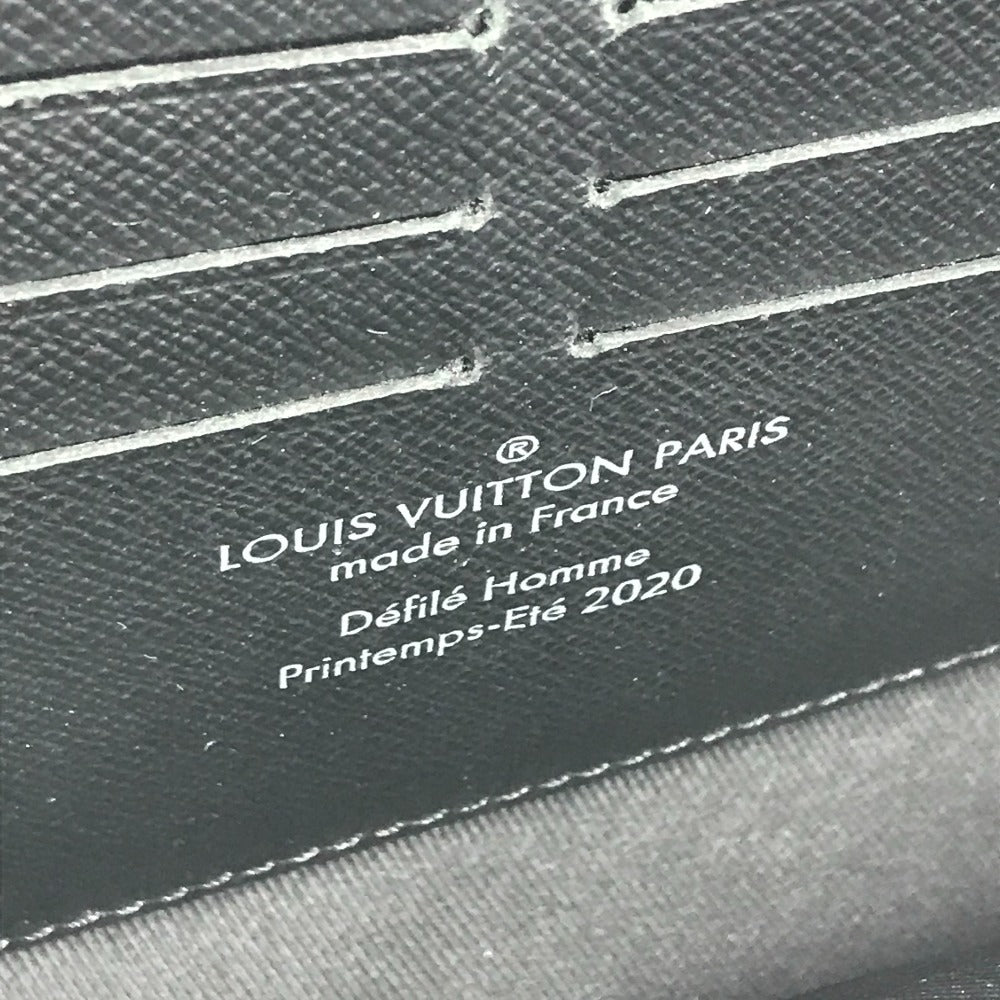 ®
LOUIS VUITTON PARIS
made in France
Défilé Homme
Printemps-Eté 2020